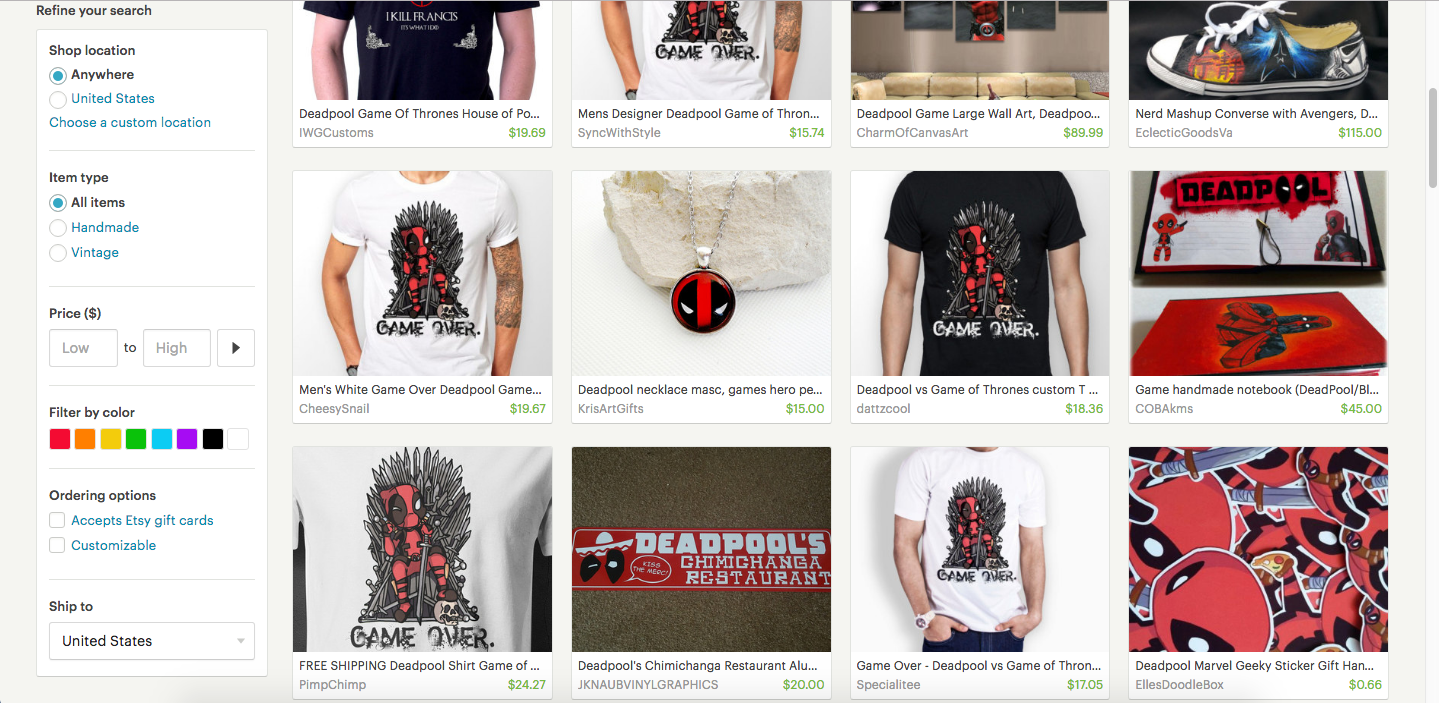 Refine your search
Shop location
Anywhere
United States
Choose a custom location
Item type
All items
Handmade
Vintage
Price ($)
Low to High
Filter by color
Ordering options
Accepts Etsy gift cards
Customizable
Ship to
United States
I KILL FRANCIS
IT'S WHAT I DO
Deadpool Game Of Thrones House of Po...
IWGCustoms $19.69
GAME OVER.
Mens Designer Deadpool Game of Thron...
SyncWithStyle $15.74
Deadpool Game Large Wall Art, Deadpoo...
CharmOfCanvasArt $89.99
Nerd Mashup Converse with Avengers, D...
EclecticGoodsVa $115.00
GAME OVER.
Men's White Game Over Deadpool Game...
CheesySnail $19.67
Deadpool necklace masc, games hero pe...
KrisArtGifts $15.00
GAME OVER.
Deadpool vs Game of Thrones custom T ...
dattzcool $18.36
DEADPOOL
Game handmade notebook (DeadPool/Bl...
COBAkms $45.00
GAME OVER.
FREE SHIPPING Deadpool Shirt Game of ...
PimpChimp $24.27
DEADPOOL'S
CHIMICHANGA
RESTAURANT
KISS
THE MERC!
Deadpool's Chimichanga Restaurant Alu...
JKNAUBVINYLGRAPHICS $20.00
GAME OVER.
Game Over - Deadpool vs Game of Thron...
Specialitee $17.05
Deadpool Marvel Geeky Sticker Gift Han...
EllesDoodleBox $0.66